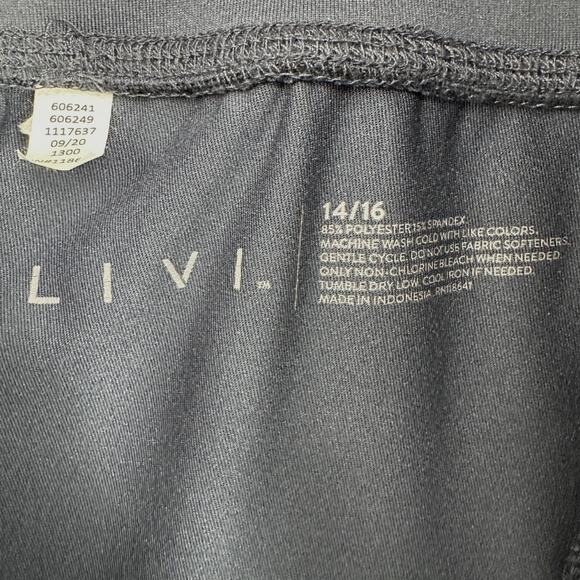 606241
606249
1117637
09/20
1300
LIVI™
14/16
85% POLYESTER, 15% SPANDEX.
MACHINE WASH COLD WITH LIKE COLORS.
GENTLE CYCLE. DO NOT USE FABRIC SOFTENERS.
ONLY NON-CHLORINE BLEACH WHEN NEEDED
TUMBLE DRY LOW. COOL IRON IF NEEDED.
MADE IN INDONESIA. RN118641